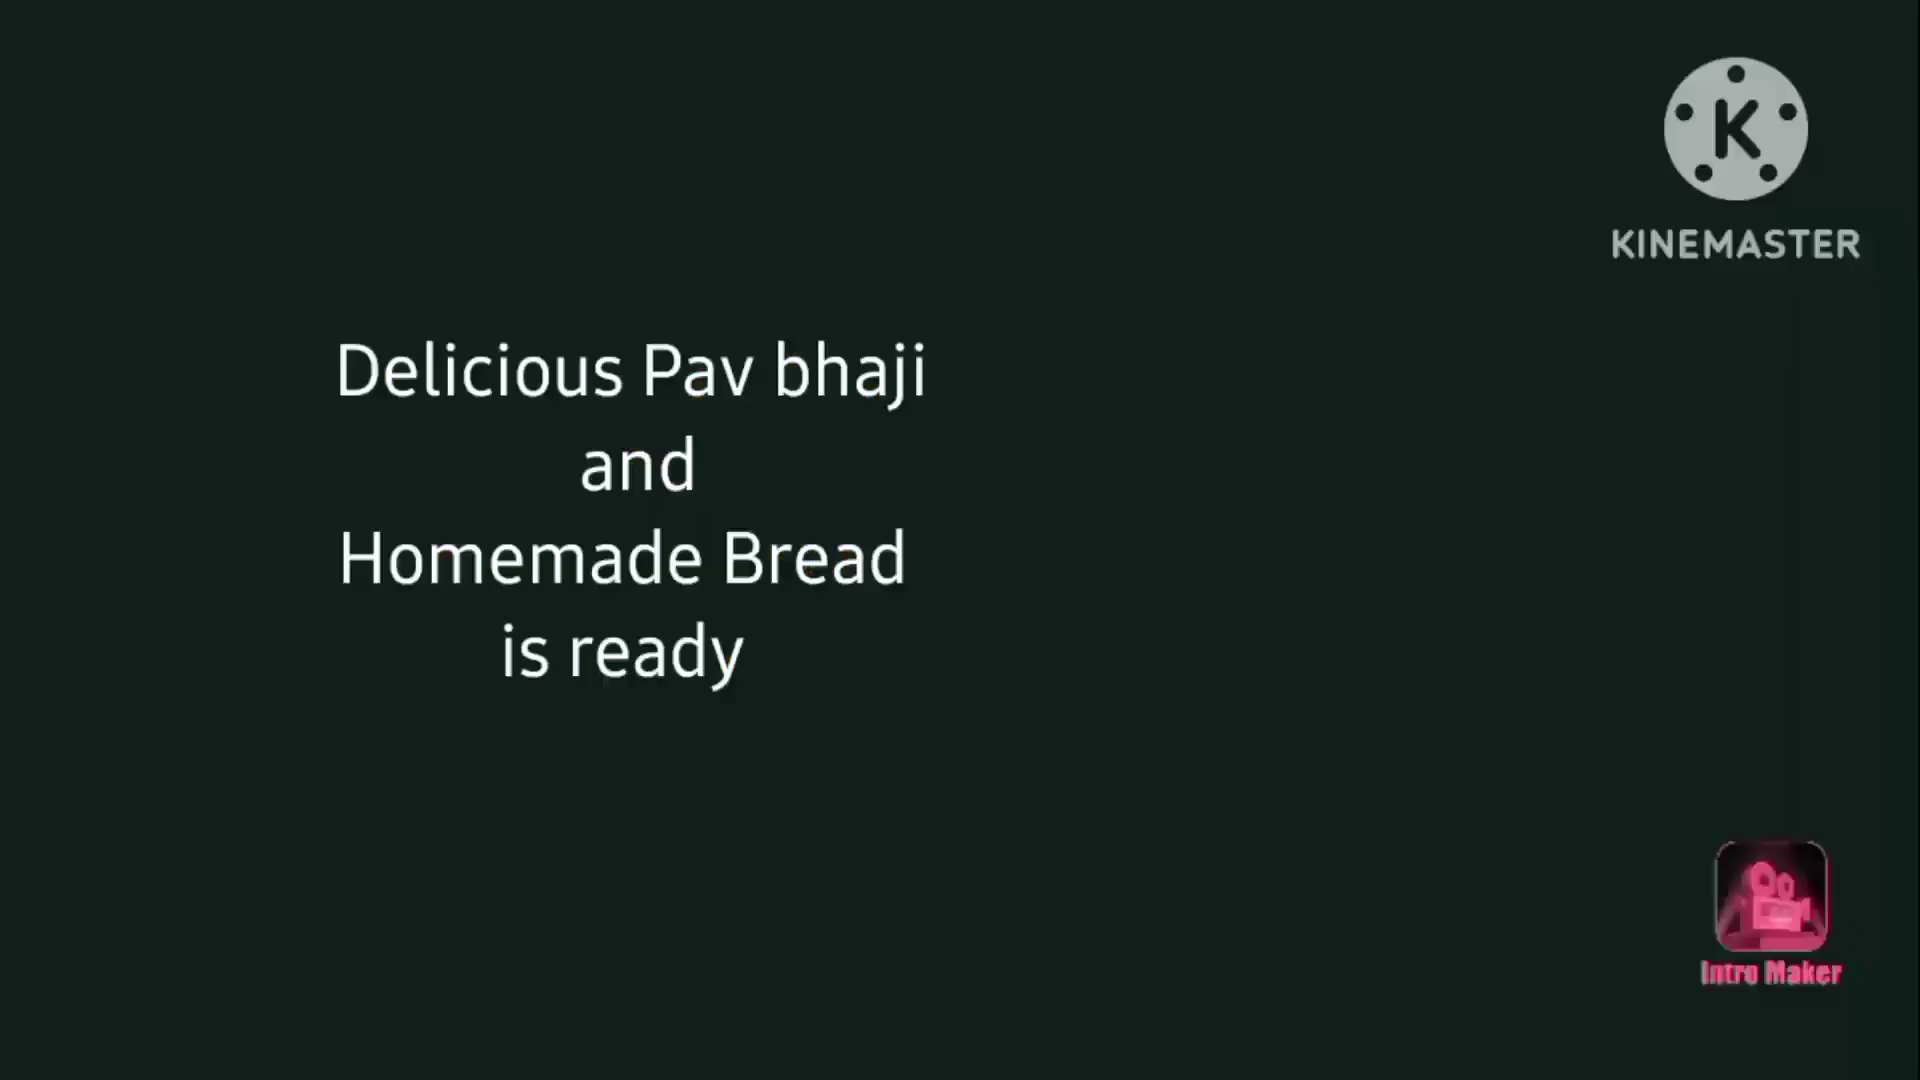 K
KINEMASTER
Delicious Pav bhaji
and
Homemade Bread
is ready
Intro Maker